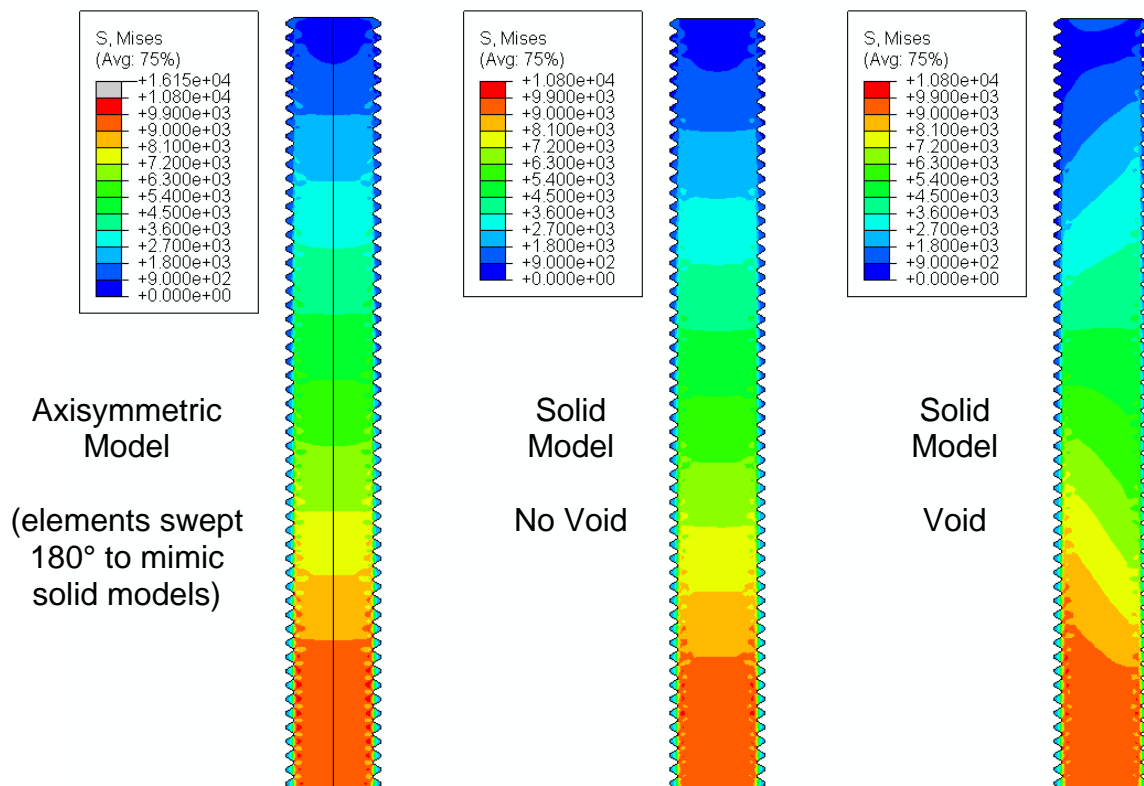 S, Mises
(Avg: 75%)
+1.615e+04
+1.080e+04
+9.900e+03
+9.000e+03
+8.100e+03
+7.200e+03
+6.300e+03
+5.400e+03
+4.500e+03
+3.600e+03
+2.700e+03
+1.800e+03
+9.000e+02
+0.000e+00
Axisymmetric
Model
(elements swept
180° to mimic
solid models)
S, Mises
(Avg: 75%)
+1.080e+04
+9.900e+03
+9.000e+03
+8.100e+03
+7.200e+03
+6.300e+03
+5.400e+03
+4.500e+03
+3.600e+03
+2.700e+03
+1.800e+03
+9.000e+02
+0.000e+00
Solid
Model
No Void
S, Mises
(Avg: 75%)
+1.080e+04
+9.900e+03
+9.000e+03
+8.100e+03
+7.200e+03
+6.300e+03
+5.400e+03
+4.500e+03
+3.600e+03
+2.700e+03
+1.800e+03
+9.000e+02
+0.000e+00
Solid
Model
Void